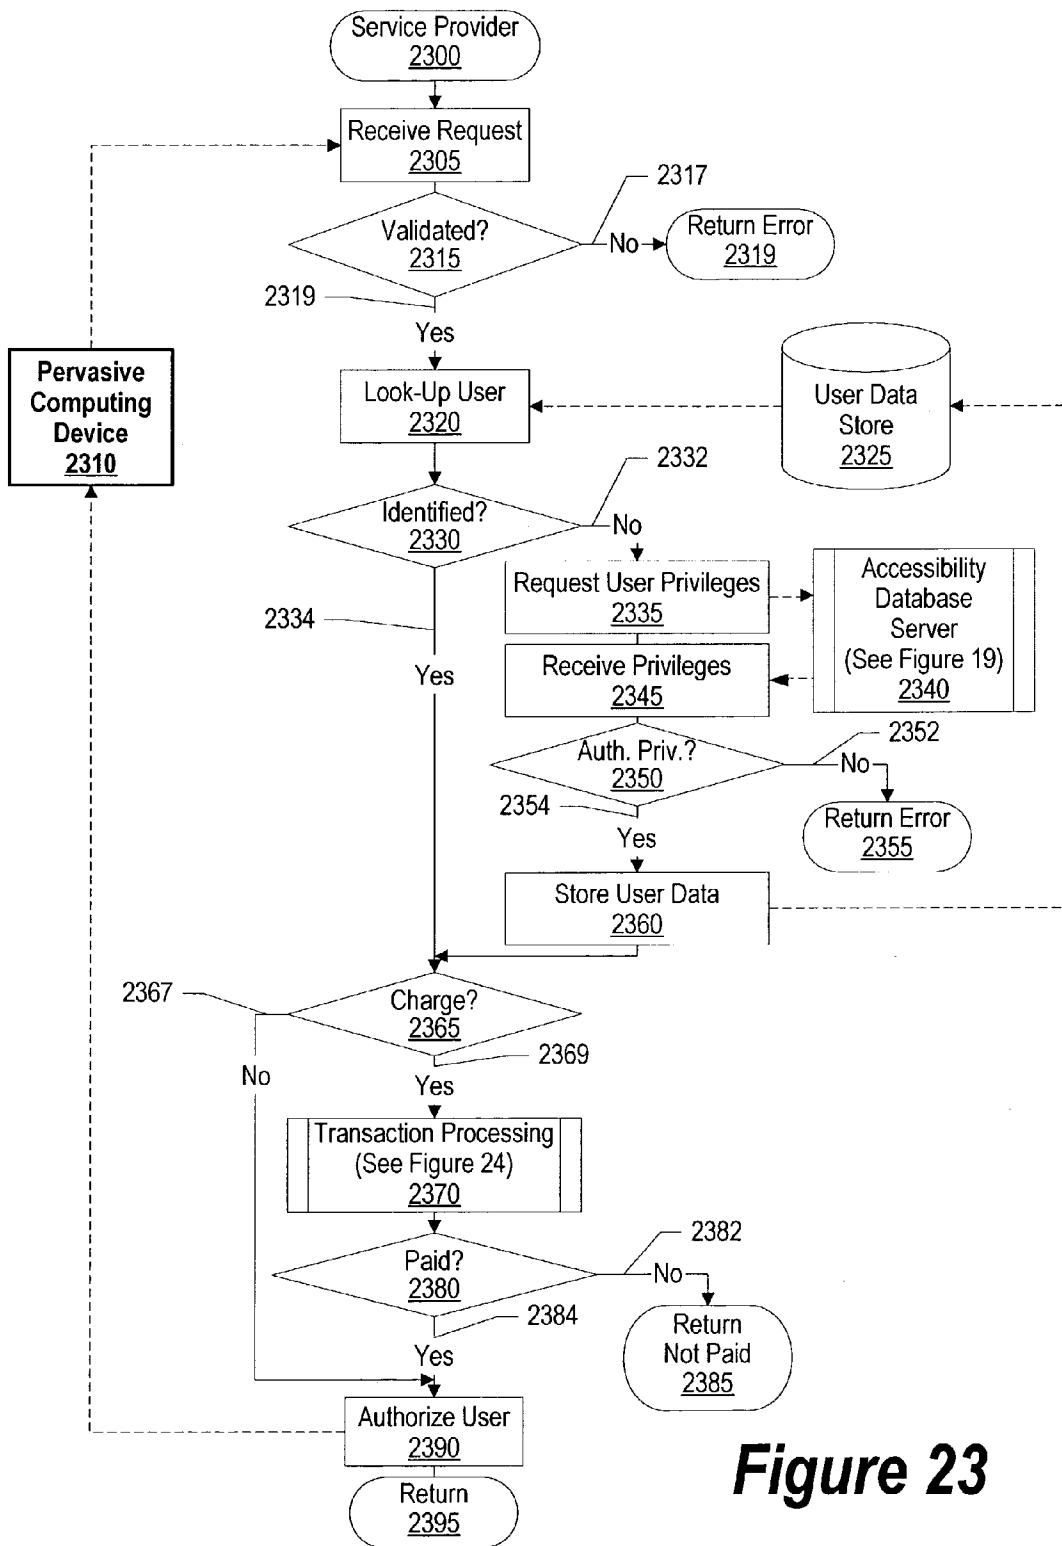 Service Provider
2300
Receive Request
2305
2317
Validated?
2315
No
Return Error
2319
2319
Yes
Pervasive
Computing
Device
2310
Look-Up User
2320
User Data
Store
2325
2332
Identified?
2330
No
2334
Yes
Request User Privileges
2335
Accessibility
Database
Server
(See Figure 19)
2340
Receive Privileges
2345
2352
Auth. Priv.?
2350
No
2354
Yes
Return Error
2355
Store User Data
2360
2367
Charge?
2365
2369
No
Yes
Transaction Processing
(See Figure 24)
2370
2382
Paid?
2380
No
2384
Yes
Return
Not Paid
2385
Authorize User
2390
Return
2395
Figure 23